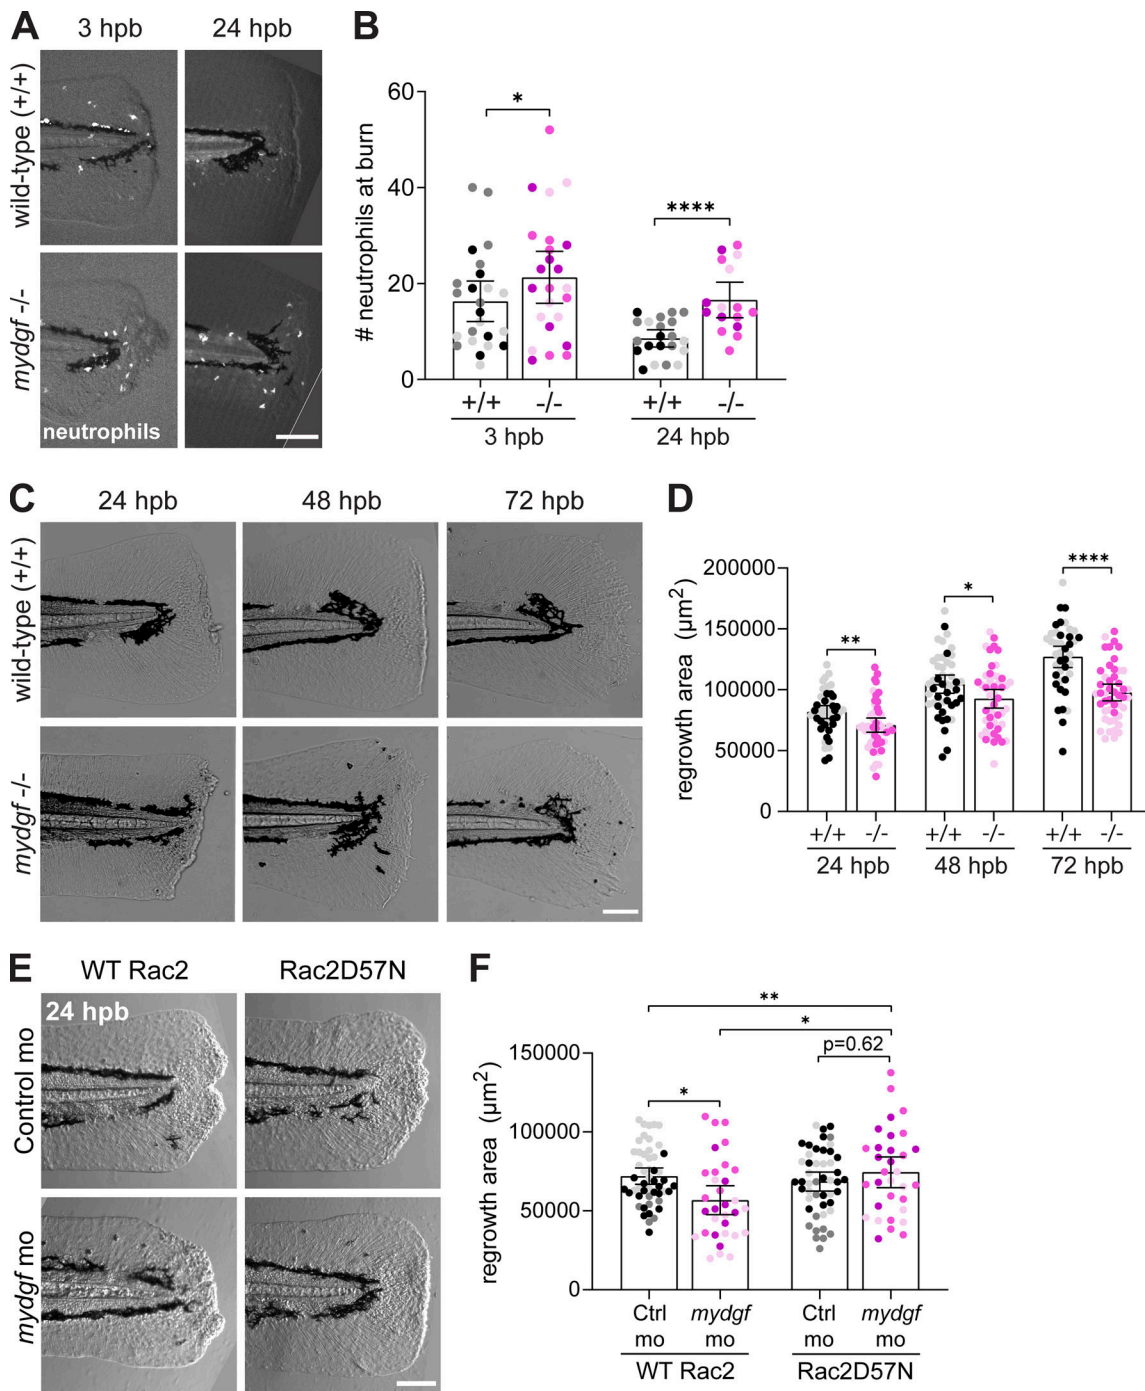 A
3 hpb
24 hpb
wild-type (+/+)
mydgf -/-
neutrophils
B
# neutrophils at burn
60
40
20
0
*
****
+/+
-/-
+/+
-/-
3 hpb
24 hpb
C
24 hpb
48 hpb
72 hpb
wild-type (+/+)
mydgf -/-
D
regrowth area (µm²)
200000
150000
100000
50000
0
**
*
****
+/+
-/-
+/+
-/-
+/+
-/-
24 hpb
48 hpb
72 hpb
E
WT Rac2
Rac2D57N
24 hpb
Control mo
mydgf mo
F
regrowth area (µm²)
150000
100000
50000
0
**
*
p=0.62
*
Ctrl
mo
mydgf
mo
Ctrl
mo
mydgf
mo
WT Rac2
Rac2D57N